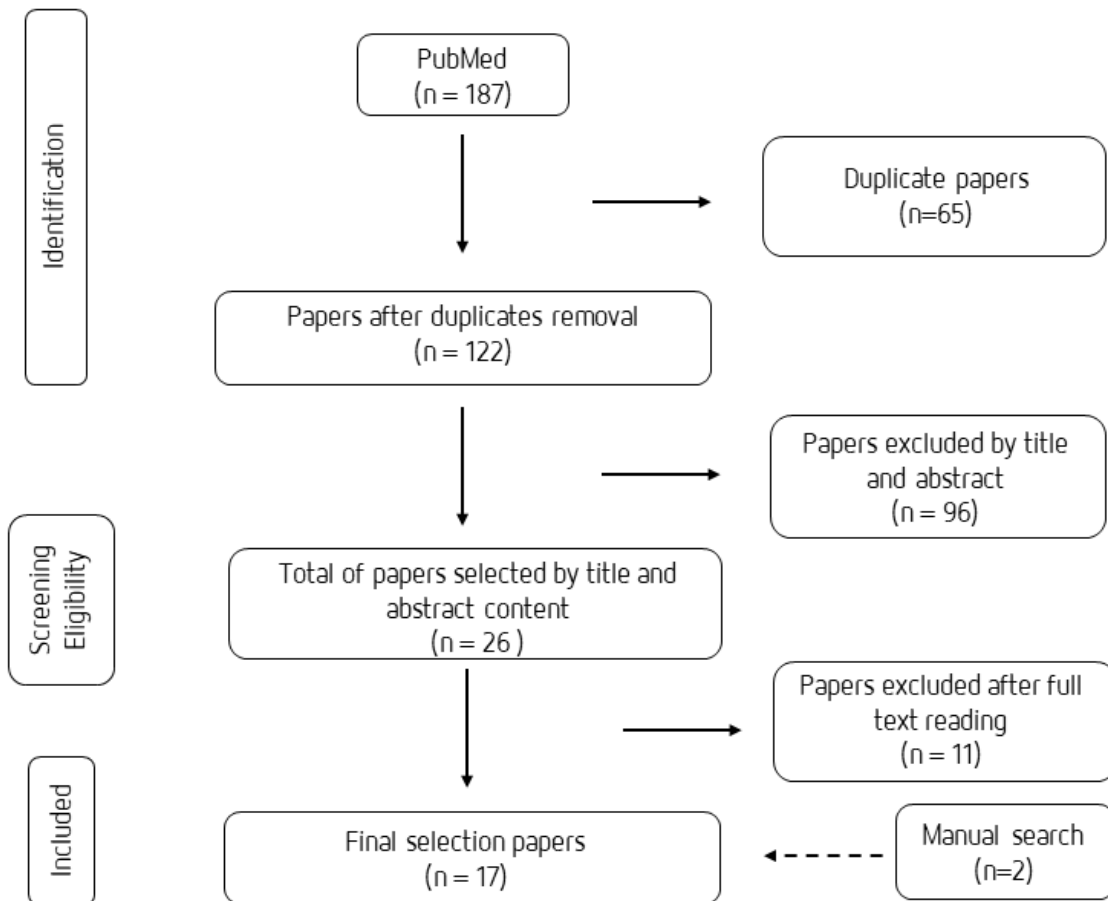 Identification
PubMed
(n = 187)
Duplicate papers
(n=65)
Papers after duplicates removal
(n = 122)
Papers excluded by title
and abstract
(n = 96)
Screening
Eligibility
Total of papers selected by title and
abstract content
(n = 26 )
Papers excluded after full
text reading
(n = 11)
Included
Final selection papers
(n = 17)
Manual search
(n=2)